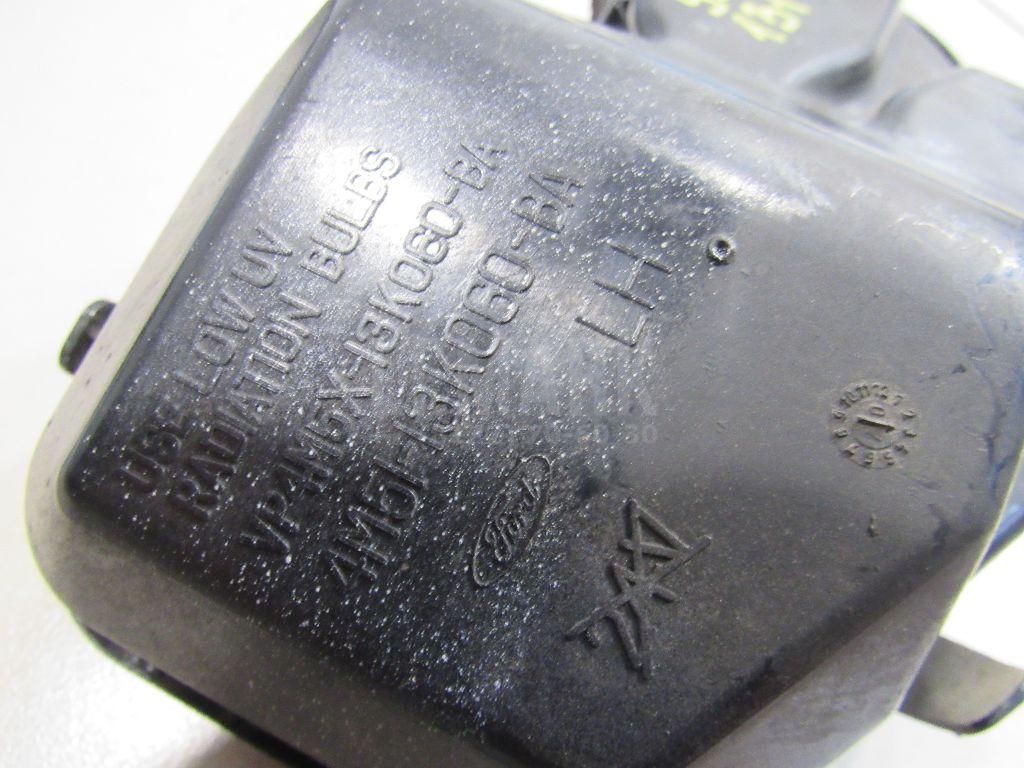 USE LOW UV
RADIATION BULBS
VP4M5X-13K060-BA
4M51-13K060-BA
LH
Ford